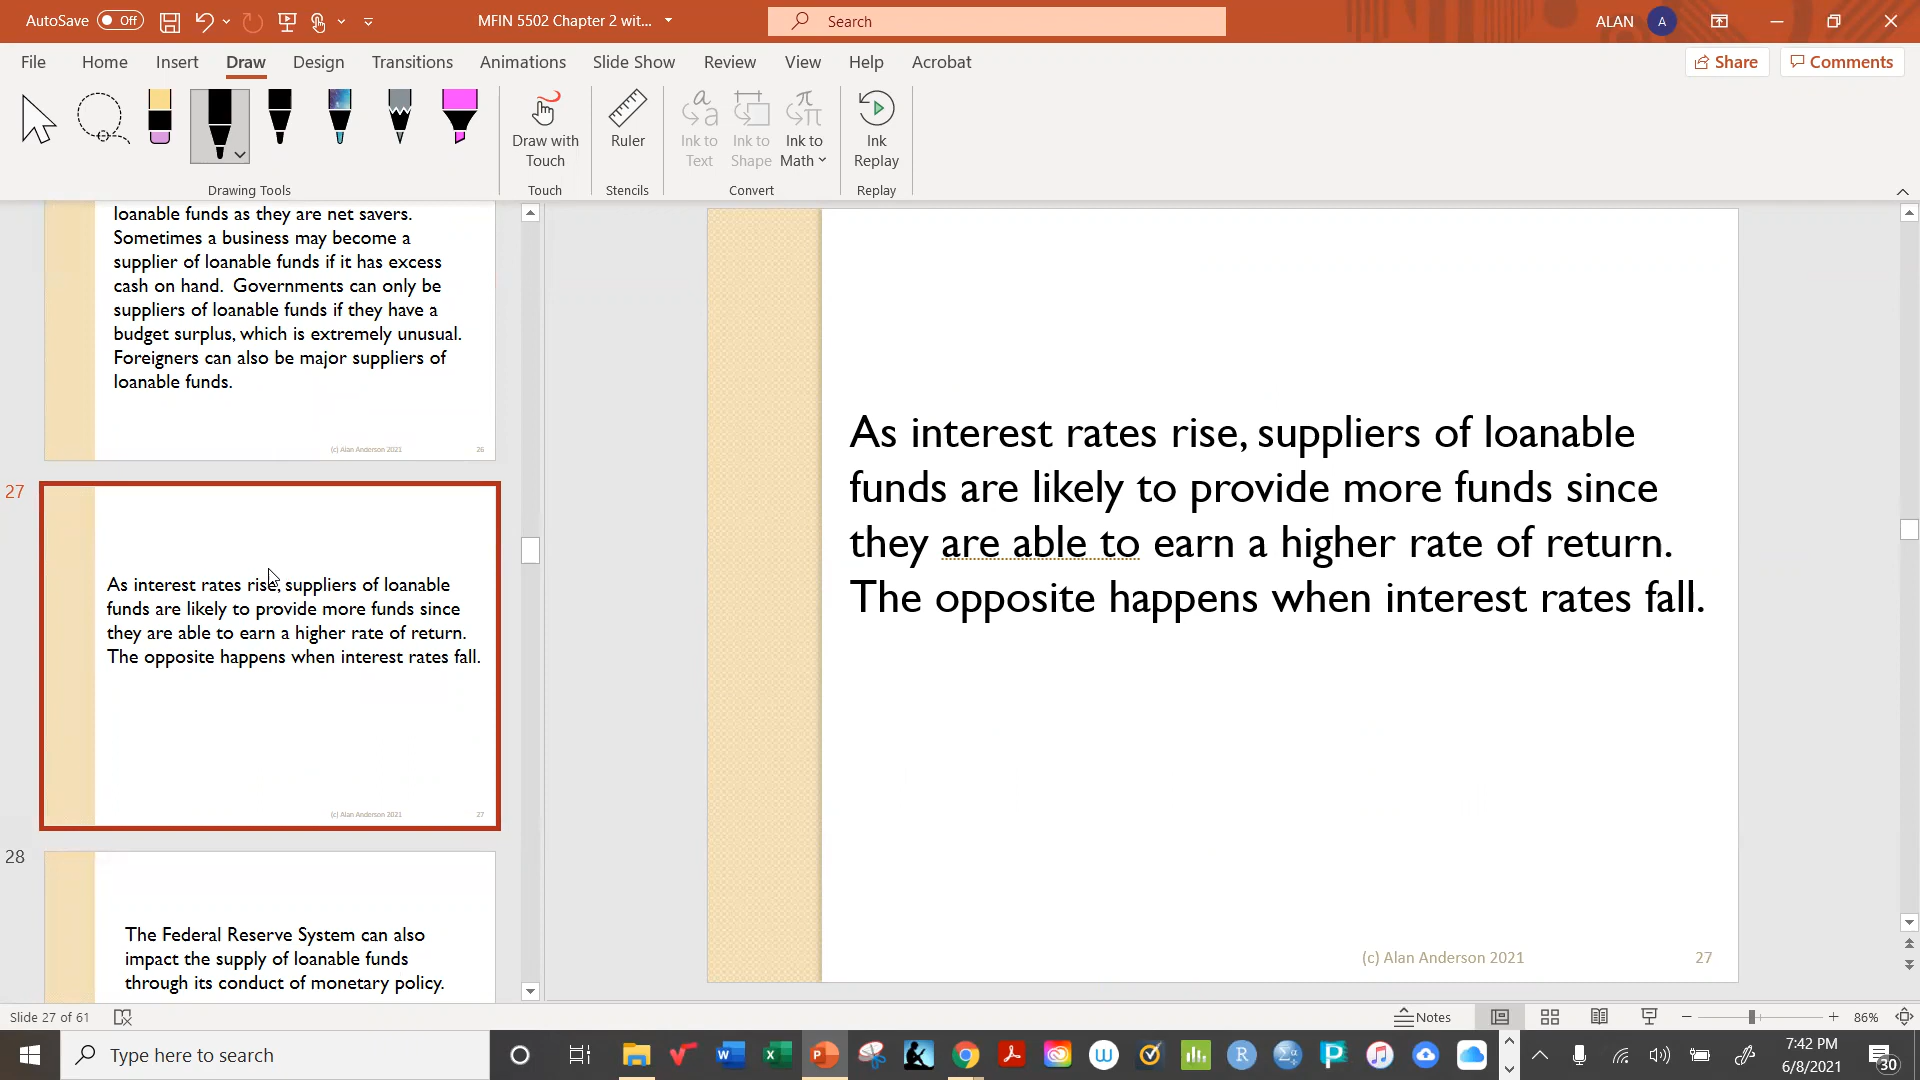 AutoSave Off MFIN 5502 Chapter 2 wit... Search ALAN A
File Home Insert Draw Design Transitions Animations Slide Show Review View Help Acrobat Share Comments
Draw with Touch
Ruler
Ink to Text
Ink to Shape
Ink to Math
Ink Replay
Drawing Tools Touch Stencils Convert Replay
loanable funds as they are net savers.
Sometimes a business may become a
supplier of loanable funds if it has excess
cash on hand.  Governments can only be
suppliers of loanable funds if they have a
budget surplus, which is extremely unusual.
Foreigners can also be major suppliers of
loanable funds.
(c) Alan Anderson 2021 26
27
As interest rates rise, suppliers of loanable
funds are likely to provide more funds since
they are able to earn a higher rate of return.
The opposite happens when interest rates fall.
(c) Alan Anderson 2021 27
28
The Federal Reserve System can also
impact the supply of loanable funds
through its conduct of monetary policy.
As interest rates rise, suppliers of loanable
funds are likely to provide more funds since
they are able to earn a higher rate of return.
The opposite happens when interest rates fall.
(c) Alan Anderson 2021 27
Slide 27 of 61 Notes 86%
Type here to search
7:42 PM
6/8/2021
30